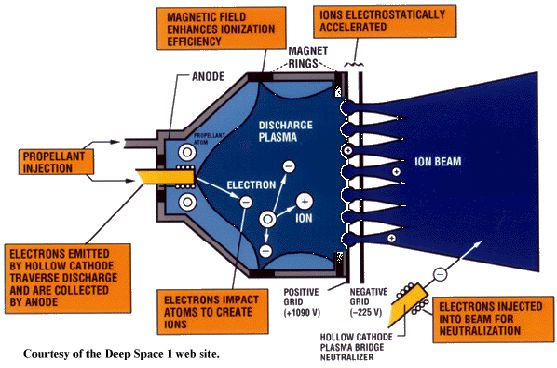 MAGNETIC FIELD
ENHANCES IONIZATION
EFFICIENCY
IONS ELECTROSTATICALLY
ACCELERATED
MAGNET
RINGS
ANODE
PROPELLANT
ATOM
DISCHARGE
PLASMA
PROPELLANT
INJECTION
ION BEAM
ELECTRON
ION
ELECTRONS EMITTED
BY HOLLOW CATHODE
TRAVERSE DISCHARGE
AND ARE COLLECTED
BY ANODE
ELECTRONS IMPACT
ATOMS TO CREATE
IONS
POSITIVE
GRID
(+1090 V)
NEGATIVE
GRID
(–225 V)
ELECTRONS INJECTED
INTO BEAM FOR
NEUTRALIZATION
HOLLOW CATHODE
PLASMA BRIDGE
NEUTRALIZER
Courtesy of the Deep Space 1 web site.